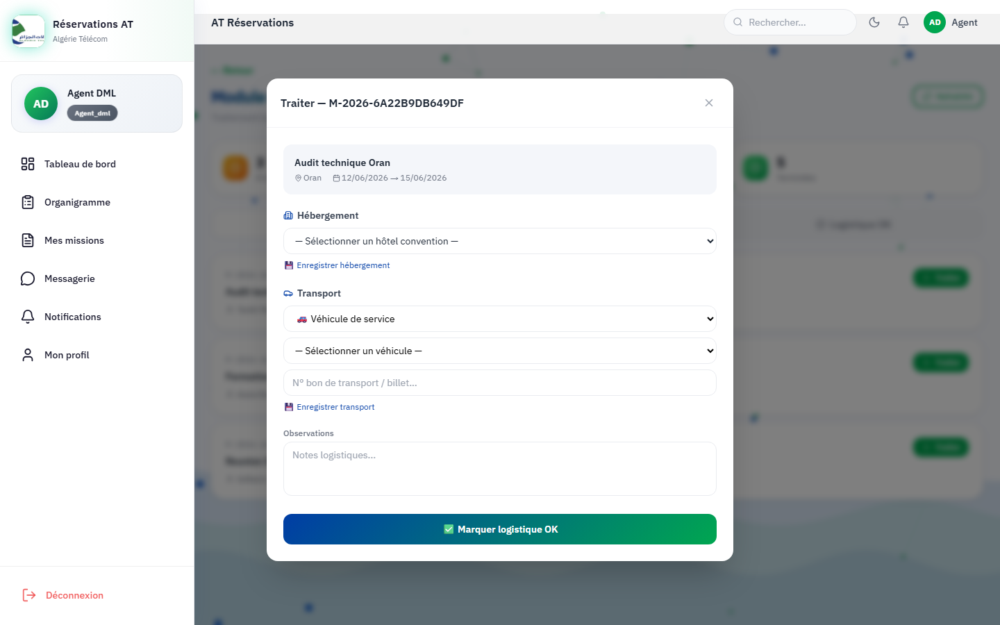 Réservations AT
Algérie Télécom
AD
Agent DML
Agent_dml
Tableau de bord
Organigramme
Mes missions
Messagerie
Notifications
Mon profil
Déconnexion
AT Réservations
Rechercher...
AD
Agent
Traiter — M-2026-6A22B9DB649DF
Audit technique Oran
Oran
12/06/2026 → 15/06/2026
Hébergement
— Sélectionner un hôtel convention —
Enregistrer hébergement
Transport
Véhicule de service
— Sélectionner un véhicule —
N° bon de transport / billet...
Enregistrer transport
Observations
Notes logistiques...
Marquer logistique OK